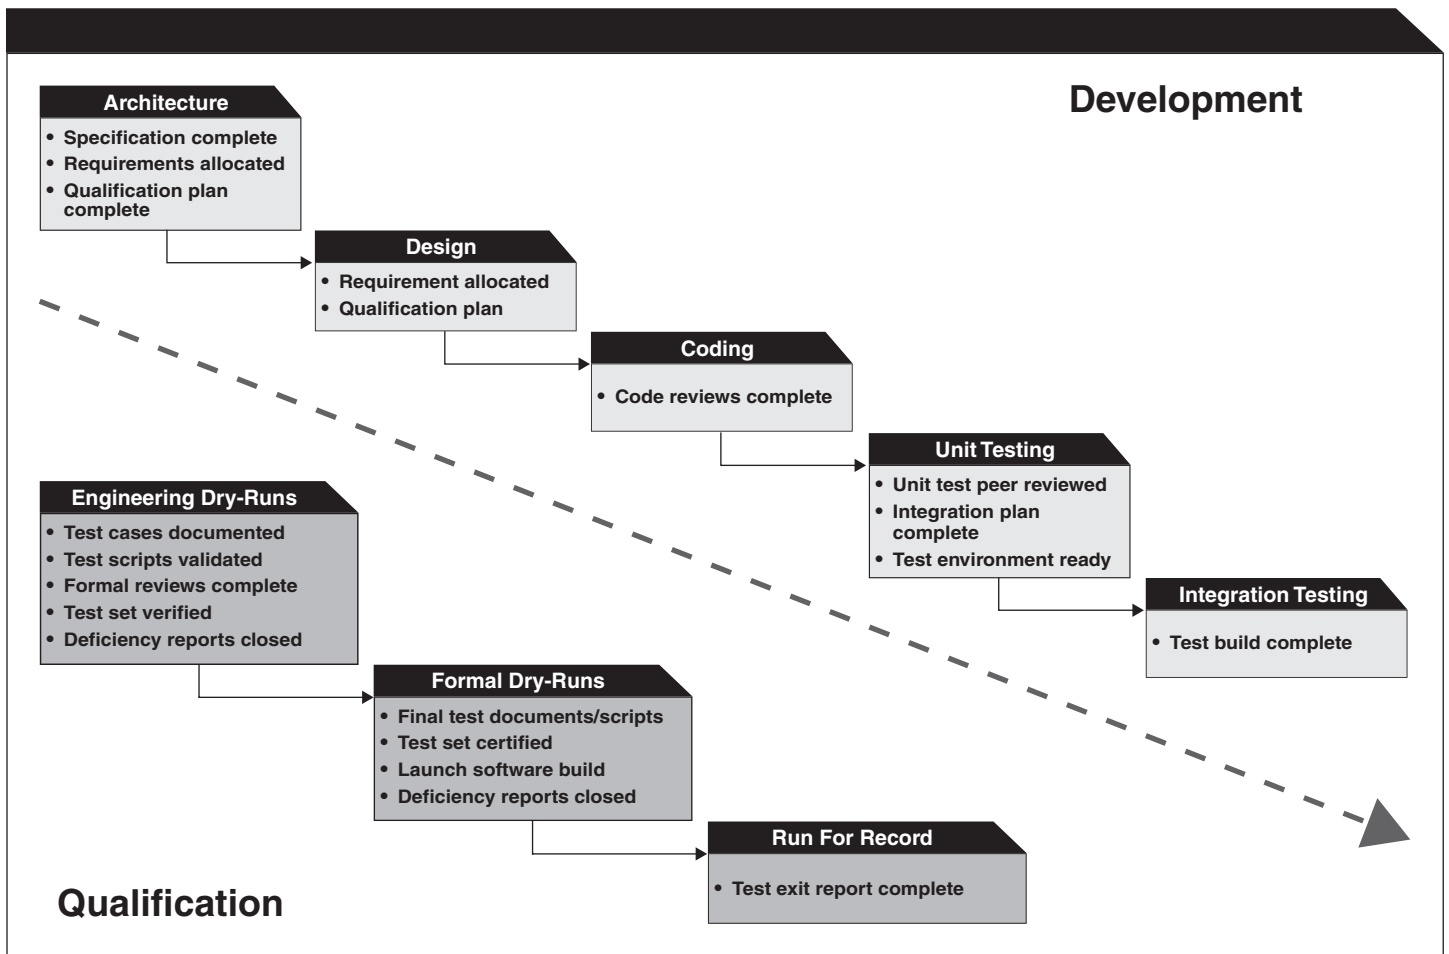 Development
Architecture
• Specification complete
• Requirements allocated
• Qualification plan
complete
Design
• Requirement allocated
• Qualification plan
Coding
• Code reviews complete
Unit Testing
• Unit test peer reviewed
• Integration plan
complete
• Test environment ready
Integration Testing
• Test build complete
Engineering Dry-Runs
• Test cases documented
• Test scripts validated
• Formal reviews complete
• Test set verified
• Deficiency reports closed
Formal Dry-Runs
• Final test documents/scripts
• Test set certified
• Launch software build
• Deficiency reports closed
Run For Record
• Test exit report complete
Qualification